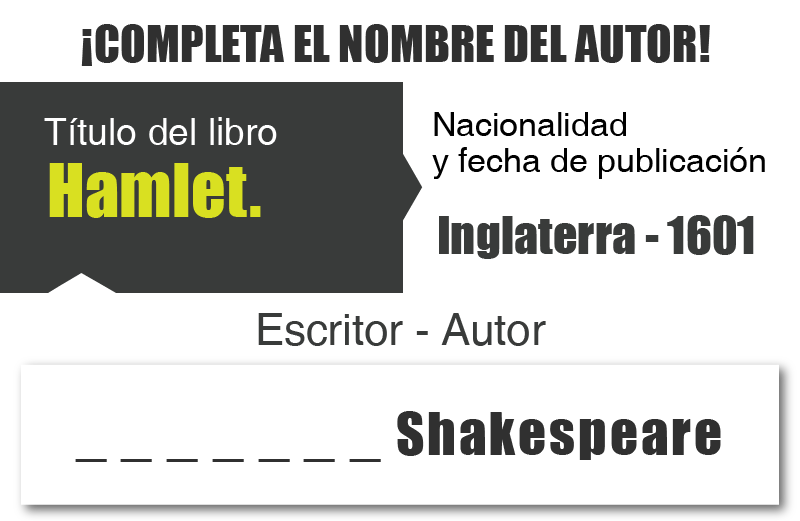 ¡COMPLETA EL NOMBRE DEL AUTOR!
Título del libro
Hamlet.
Nacionalidad
y fecha de publicación
Inglaterra - 1601
Escritor - Autor
_ _ _ _ _ _ _ Shakespeare